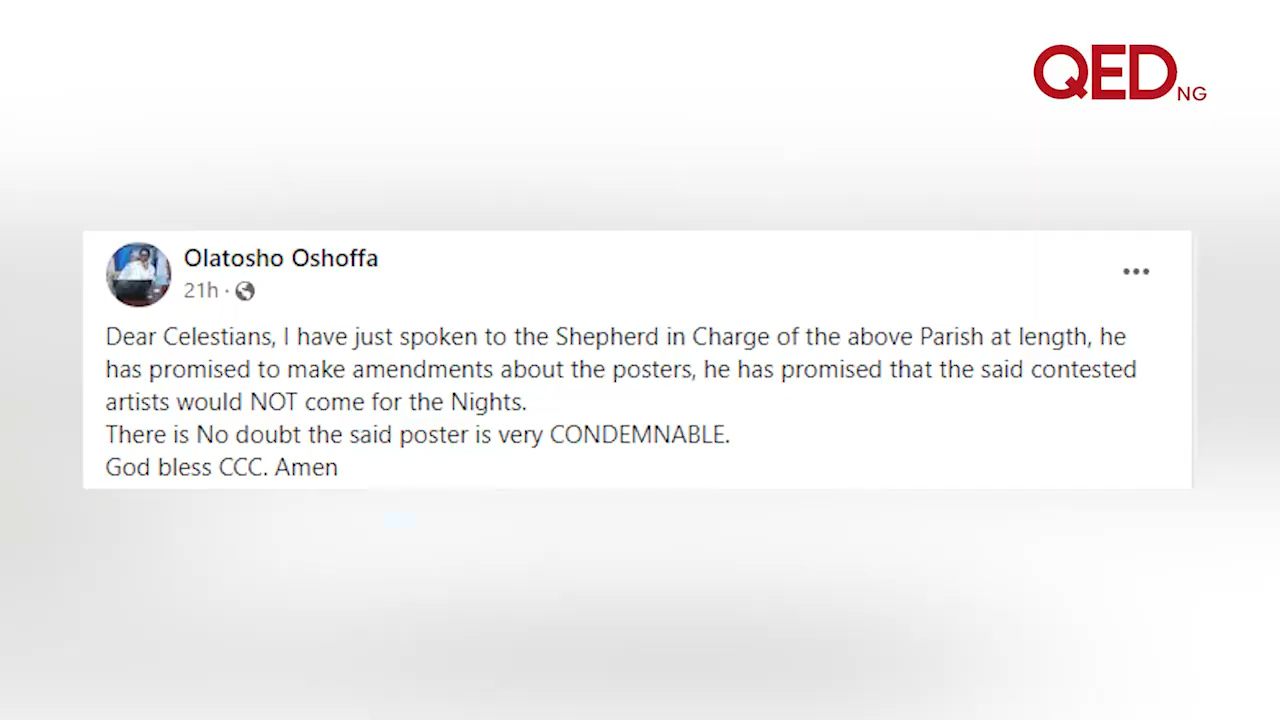 QED NG
Olatosho Oshoffa
21h ·
Dear Celestians, I have just spoken to the Shepherd in Charge of the above Parish at length, he
has promised to make amendments about the posters, he has promised that the said contested
artists would NOT come for the Nights.
There is No doubt the said poster is very CONDEMNABLE.
God bless CCC. Amen